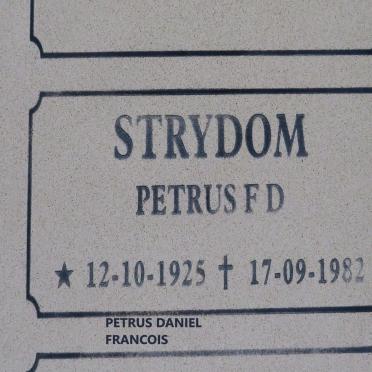 STRYDOM
PETRUS F D
★ 12-10-1925 † 17-09-1982
PETRUS DANIEL
FRANCOIS